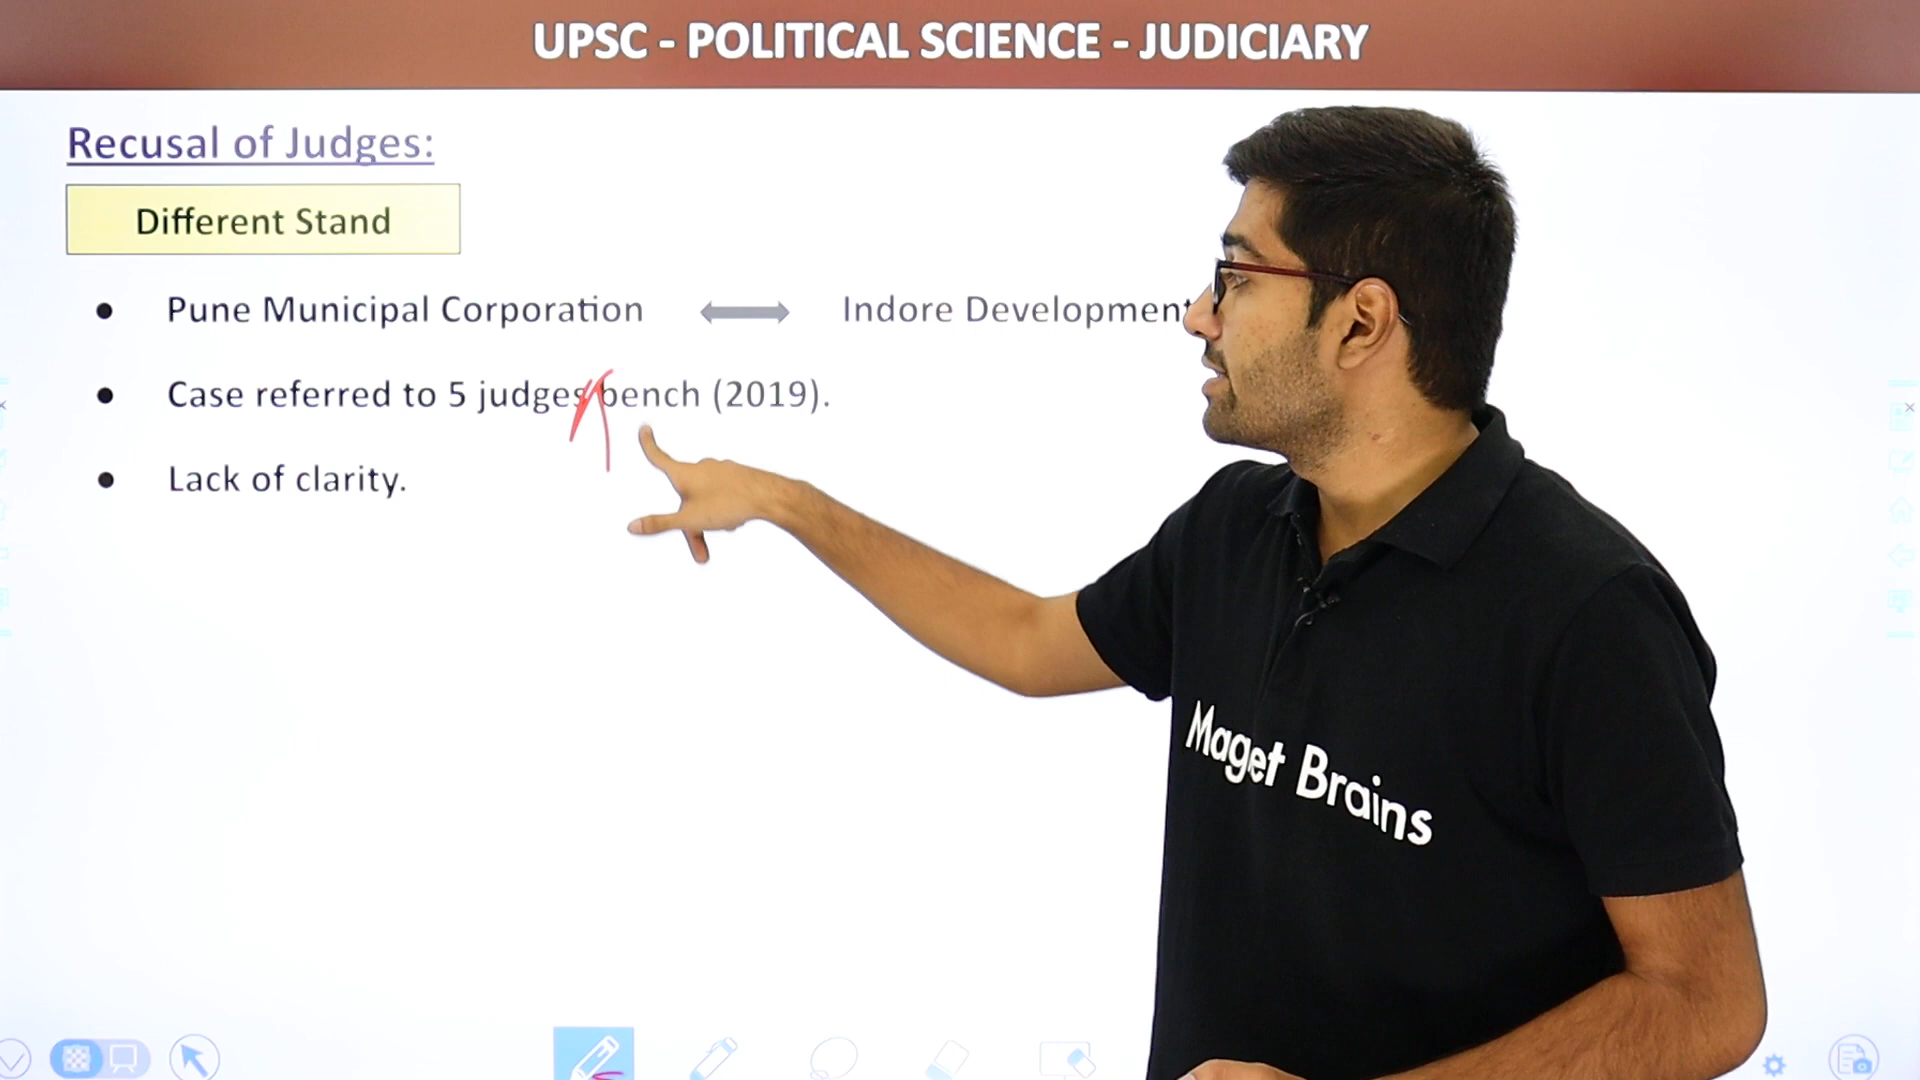 UPSC - POLITICAL SCIENCE - JUDICIARY
Recusal of Judges:
Different Stand
• Pune Municipal Corporation ⟷ Indore Development
• Case referred to 5 judges bench (2019).
• Lack of clarity.
Maget Brains